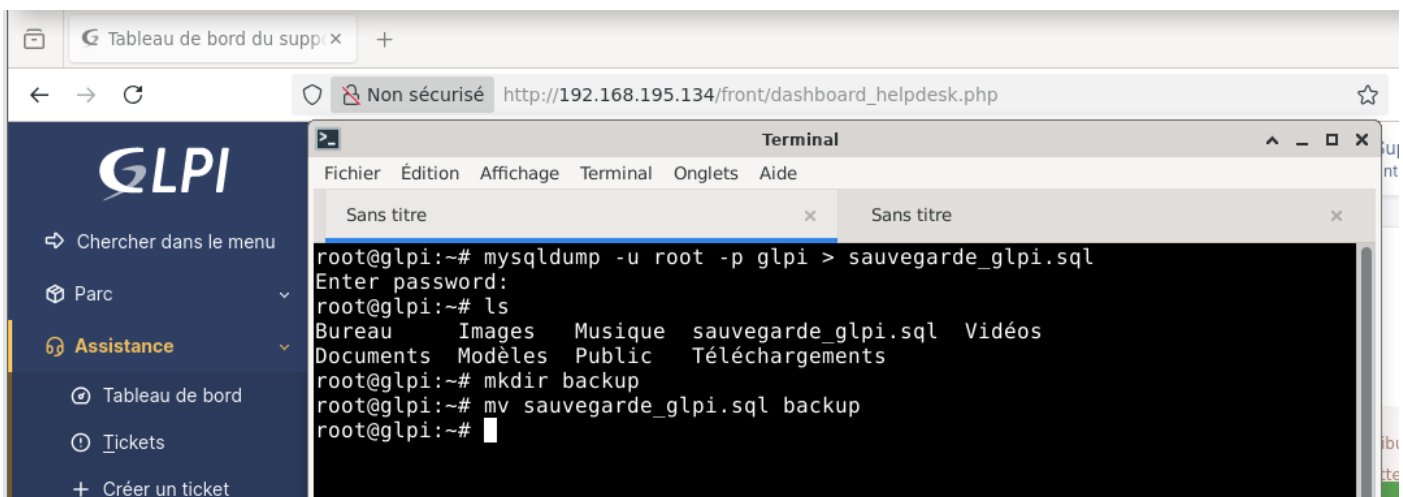 Tableau de bord du suppo
Non sécurisé http://192.168.195.134/front/dashboard_helpdesk.php
GLPI
Chercher dans le menu
Parc
Assistance
Tableau de bord
Tickets
Créer un ticket
Terminal
Fichier Édition Affichage Terminal Onglets Aide
Sans titre Sans titre
root@glpi:~# mysqldump -u root -p glpi > sauvegarde_glpi.sql
Enter password:
root@glpi:~# ls
Bureau Images Musique sauvegarde_glpi.sql Vidéos
Documents Modèles Public Téléchargements
root@glpi:~# mkdir backup
root@glpi:~# mv sauvegarde_glpi.sql backup
root@glpi:~#